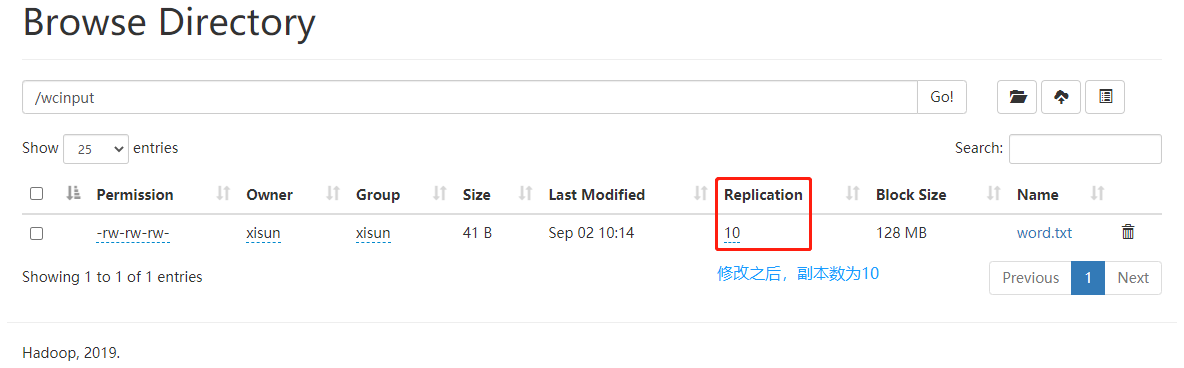 Browse Directory
/wcinput Go!
Show 25 entries Search:
Permission Owner Group Size Last Modified Replication Block Size Name
-rw-rw-rw- xisun xisun 41 B Sep 02 10:14 10 128 MB word.txt
Showing 1 to 1 of 1 entries 修改之后，副本数为10 Previous 1 Next
Hadoop, 2019.